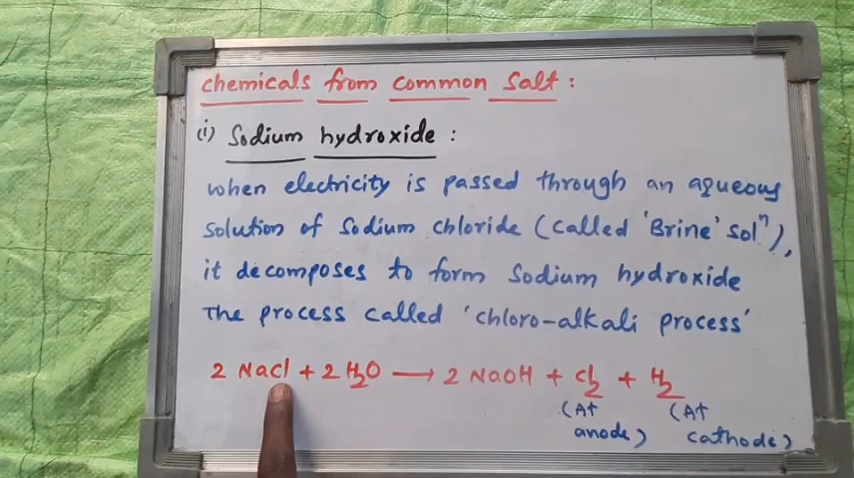 chemicals from common salt :
(i) Sodium hydroxide :
when electricity is passed through an aqueous
solution of Sodium chloride (called 'Brine' solⁿ),
it decomposes to form Sodium hydroxide
The process called 'chloro-alkali process'
2 NaCl + 2 H₂O → 2 NaOH + Cl₂ + H₂
(At anode) (At cathode)